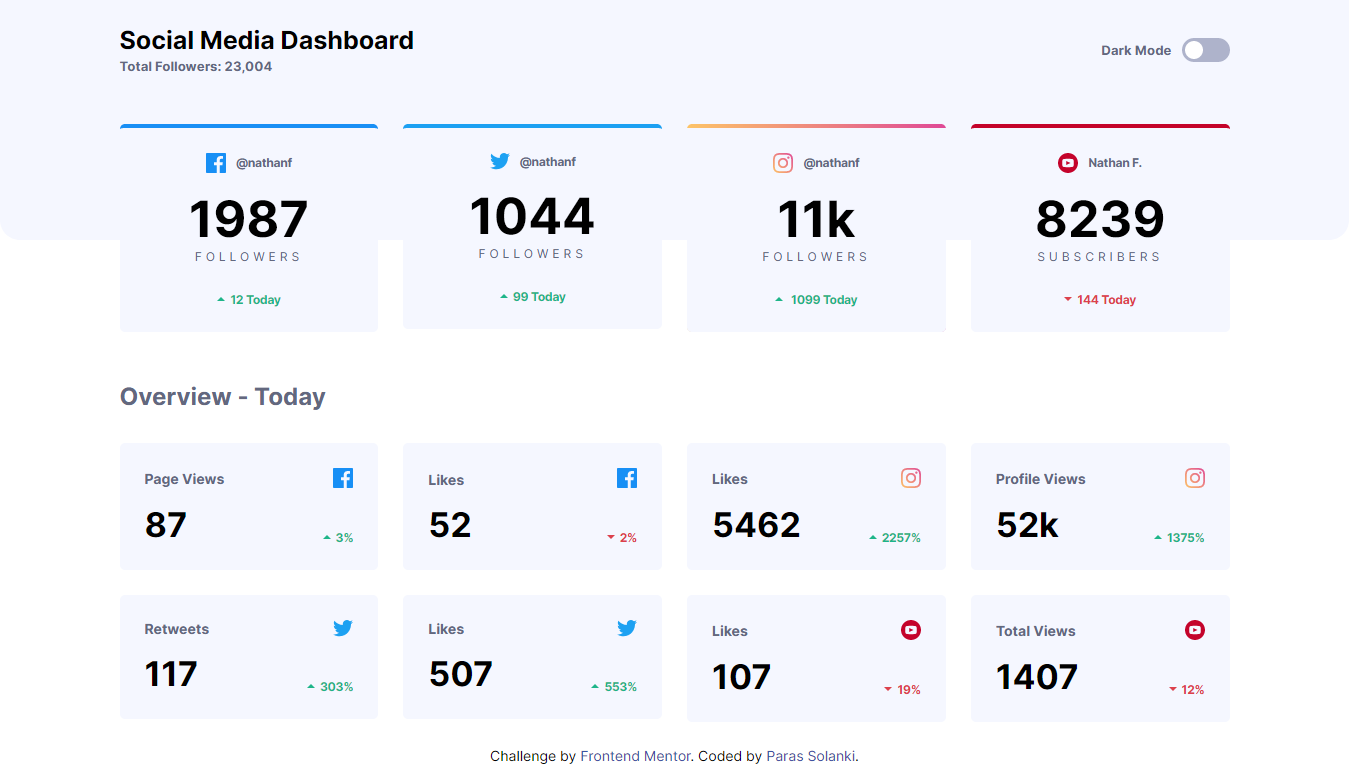 Social Media Dashboard
Total Followers: 23,004
Dark Mode
@nathanf
1987
FOLLOWERS
12 Today
@nathanf
1044
FOLLOWERS
99 Today
@nathanf
11k
FOLLOWERS
1099 Today
Nathan F.
8239
SUBSCRIBERS
144 Today
Overview - Today
Page Views
87
3%
Likes
52
2%
Likes
5462
2257%
Profile Views
52k
1375%
Retweets
117
303%
Likes
507
553%
Likes
107
19%
Total Views
1407
12%
Challenge by Frontend Mentor. Coded by Paras Solanki.